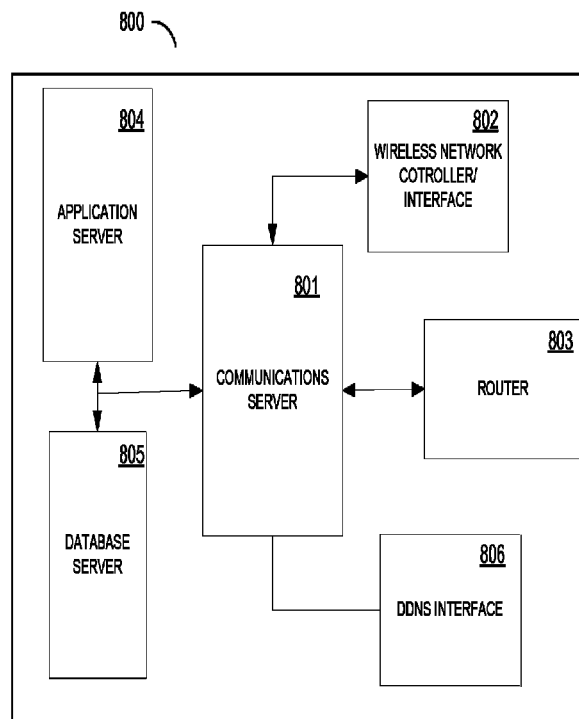 800
804
APPLICATION
SERVER
802
WIRELESS NETWORK
COTROLLER/
INTERFACE
801
COMMUNICATIONS
SERVER
803
ROUTER
805
DATABASE
SERVER
806
DDNS INTERFACE